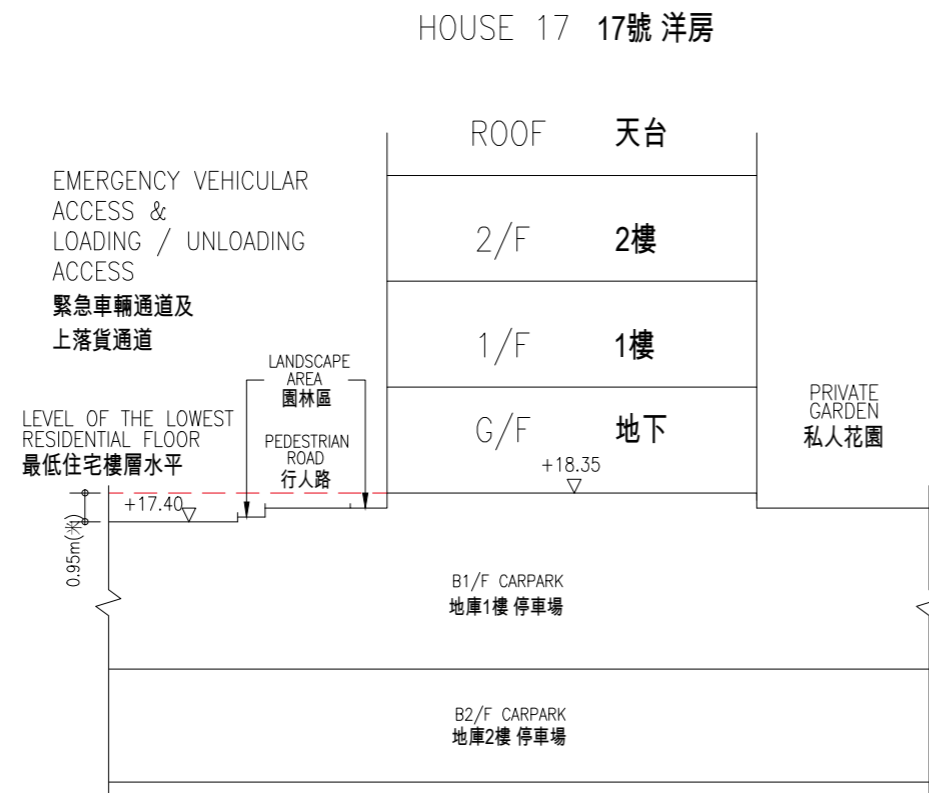 HOUSE 17 17號 洋房
ROOF 天台
EMERGENCY VEHICULAR
ACCESS &
LOADING / UNLOADING
ACCESS
緊急車輛通道及
上落貨通道
2/F 2樓
1/F 1樓
LANDSCAPE
AREA
園林區
LEVEL OF THE LOWEST
RESIDENTIAL FLOOR
最低住宅樓層水平
PEDESTRIAN
ROAD
行人路
G/F 地下
PRIVATE
GARDEN
私人花園
+18.35
+17.40
0.95m(米)
B1/F CARPARK
地庫1樓 停車場
B2/F CARPARK
地庫2樓 停車場